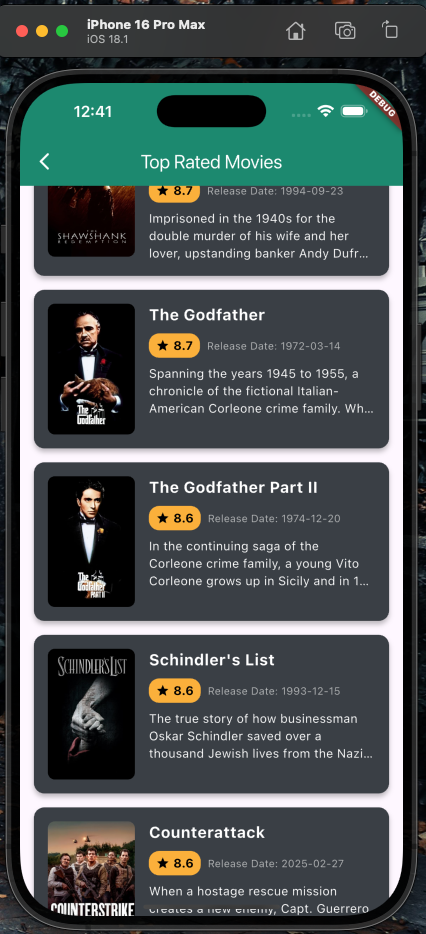 iPhone 16 Pro Max
iOS 18.1
12:41
DEBUG
Top Rated Movies
8.7 Release Date: 1994-09-23
THE
SHAWSHANK
REDEMPTION
Imprisoned in the 1940s for the
double murder of his wife and her
lover, upstanding banker Andy Dufr...
The Godfather
8.7 Release Date: 1972-03-14
Spanning the years 1945 to 1955, a
chronicle of the fictional Italian-
American Corleone crime family. Wh...
The
Godfather
The Godfather Part II
8.6 Release Date: 1974-12-20
In the continuing saga of the
Corleone crime family, a young Vito
Corleone grows up in Sicily and in 1...
The
Godfather
PART II
Schindler's List
SCHINDLER'S LIST
8.6 Release Date: 1993-12-15
The true story of how businessman
Oskar Schindler saved over a
thousand Jewish lives from the Nazi...
Counterattack
8.6 Release Date: 2025-02-27
When a hostage rescue mission
creates a new enemy, Capt. Guerrero
COUNTERSTRIKE